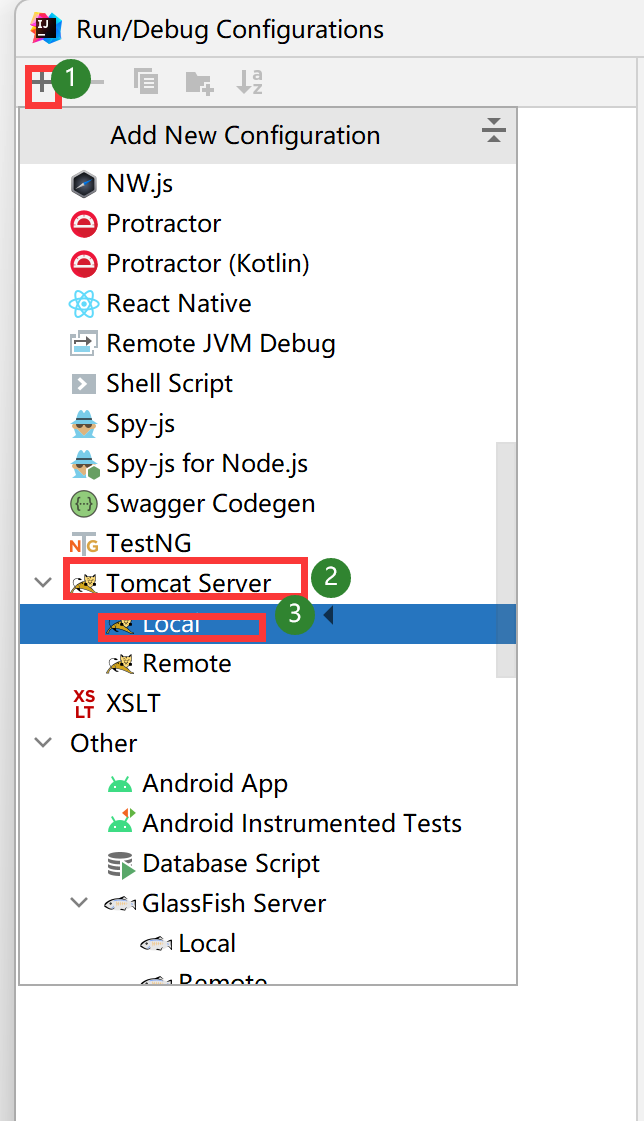 Run/Debug Configurations
1
Add New Configuration
NW.js
Protractor
Protractor (Kotlin)
React Native
Remote JVM Debug
Shell Script
Spy-js
Spy-js for Node.js
Swagger Codegen
TestNG
Tomcat Server 2
Local 3
Remote
XSLT
Other
Android App
Android Instrumented Tests
Database Script
GlassFish Server
Local
Remote